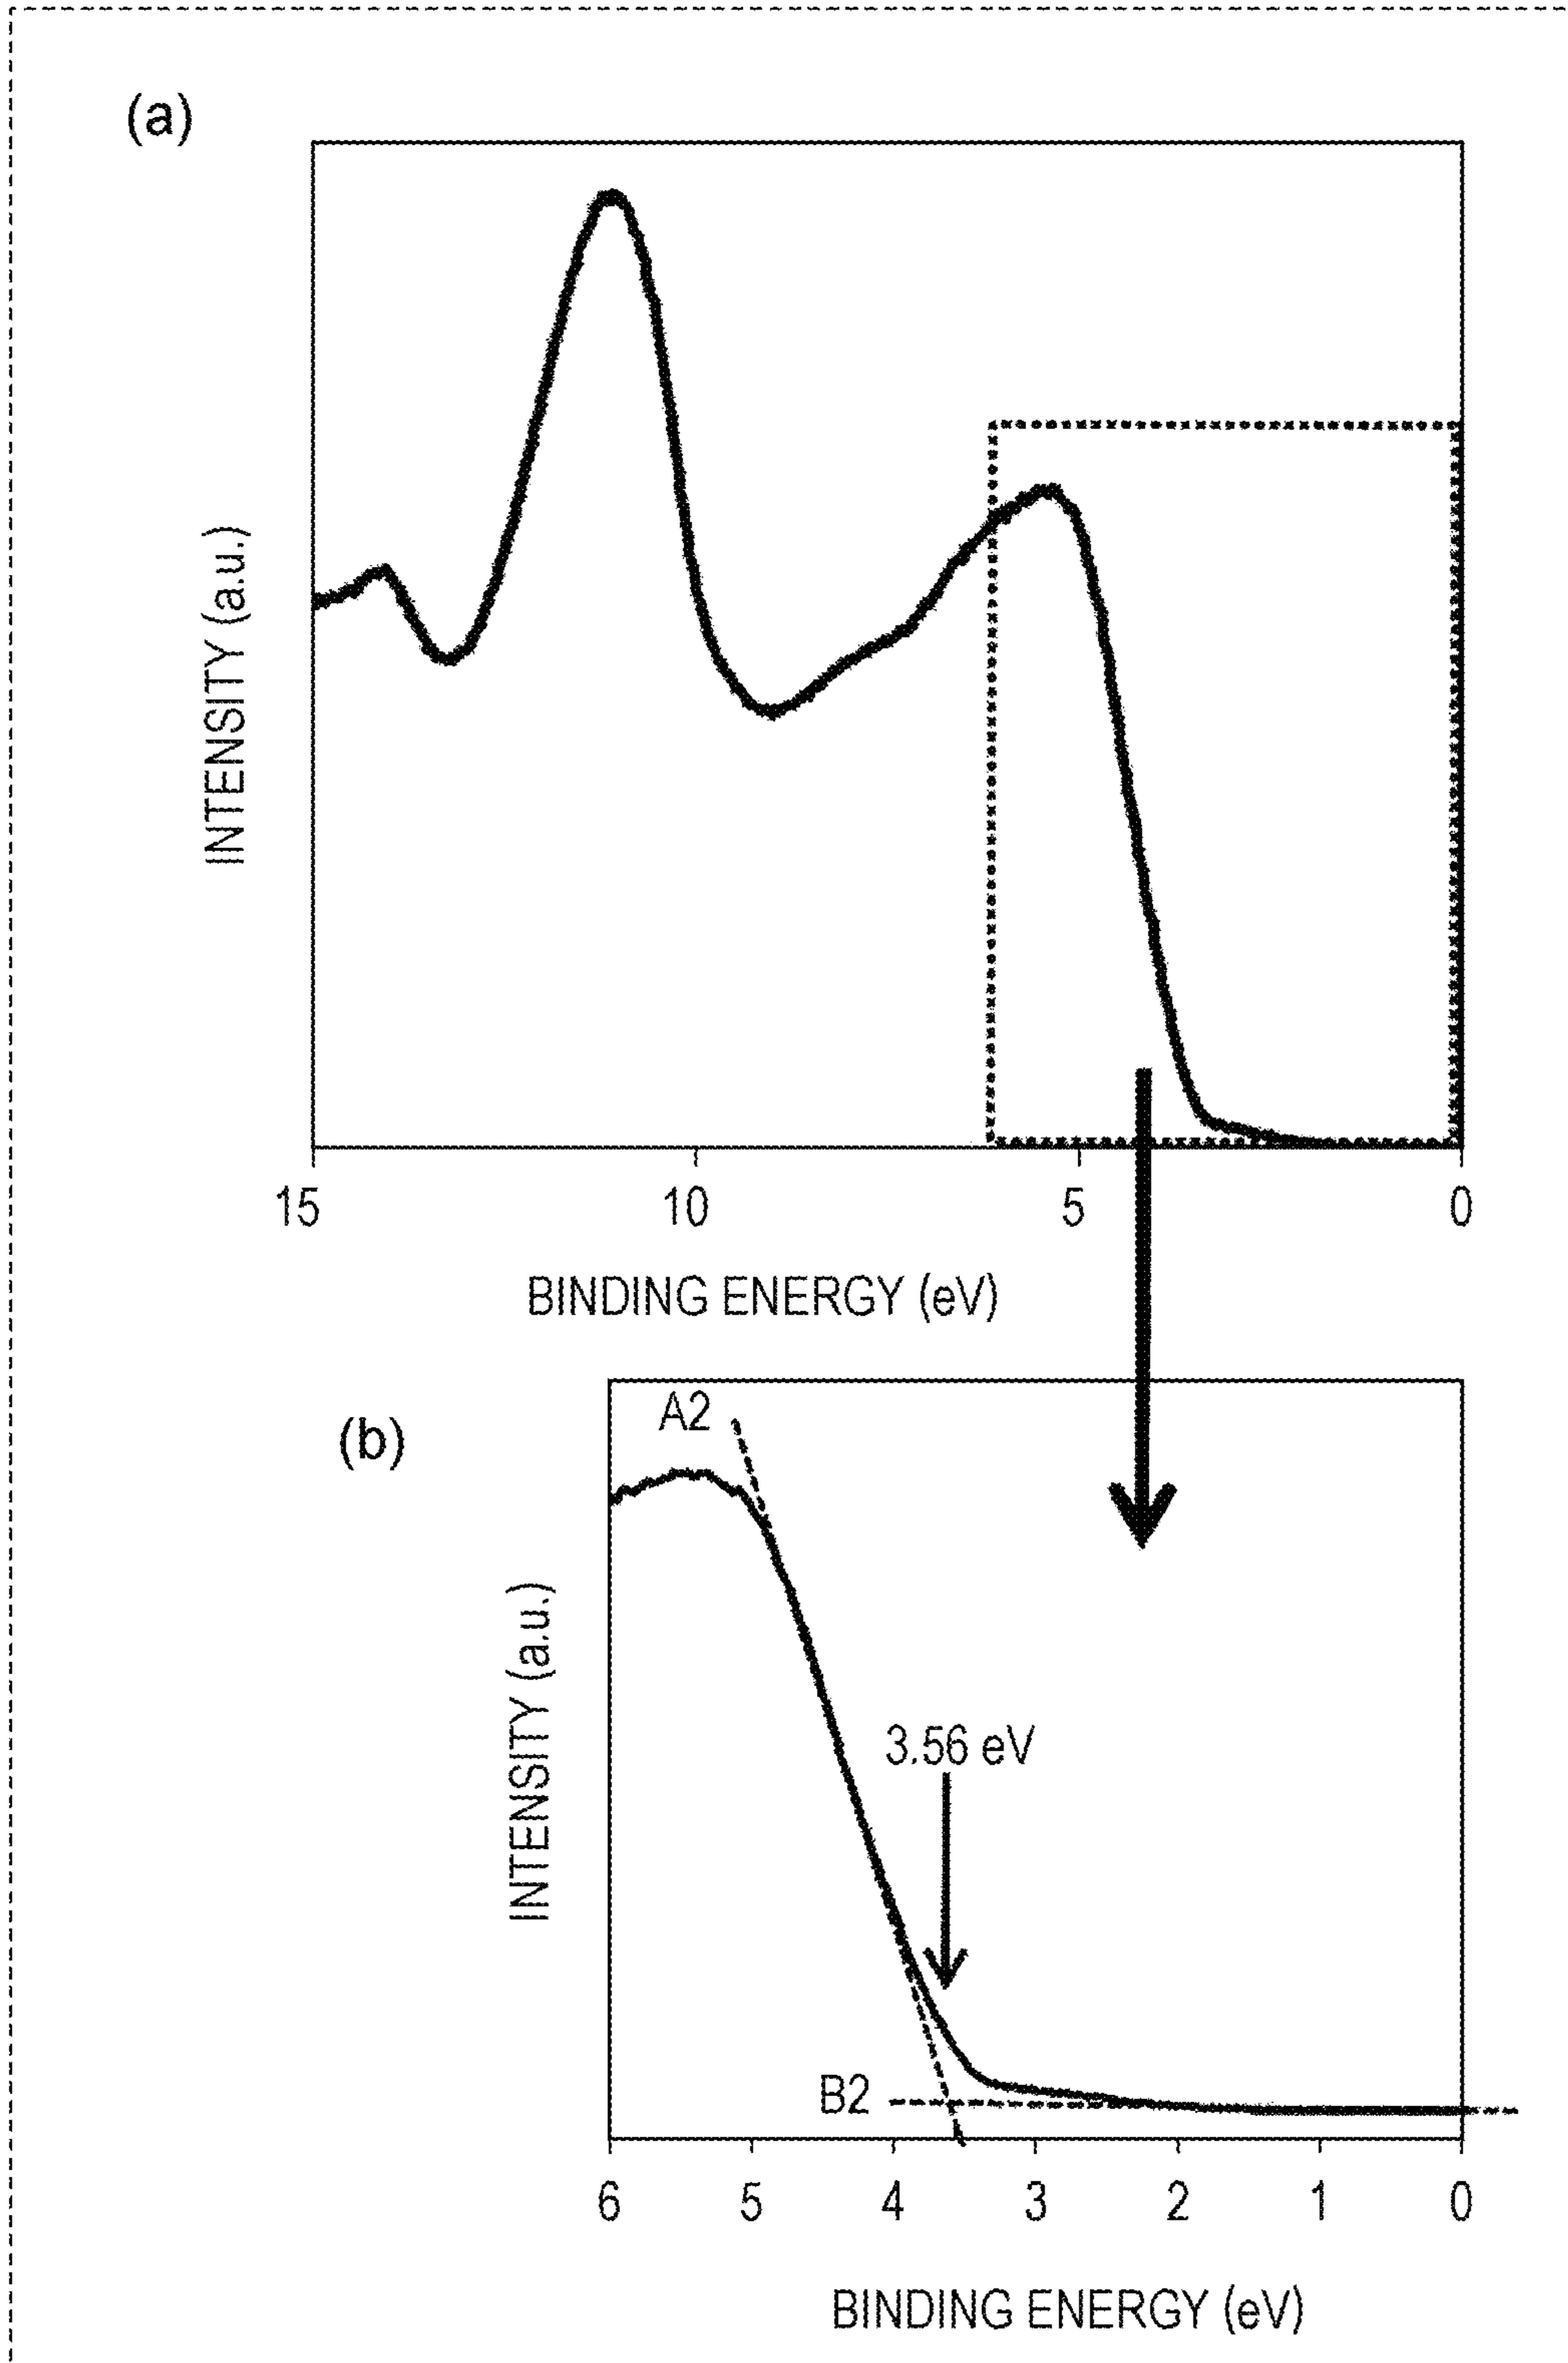 (a)
INTENSITY (a.u.)
15 10 5 0
BINDING ENERGY (eV)
(b)
A2
INTENSITY (a.u.)
3.56 eV
B2
6 5 4 3 2 1 0
BINDING ENERGY (eV)